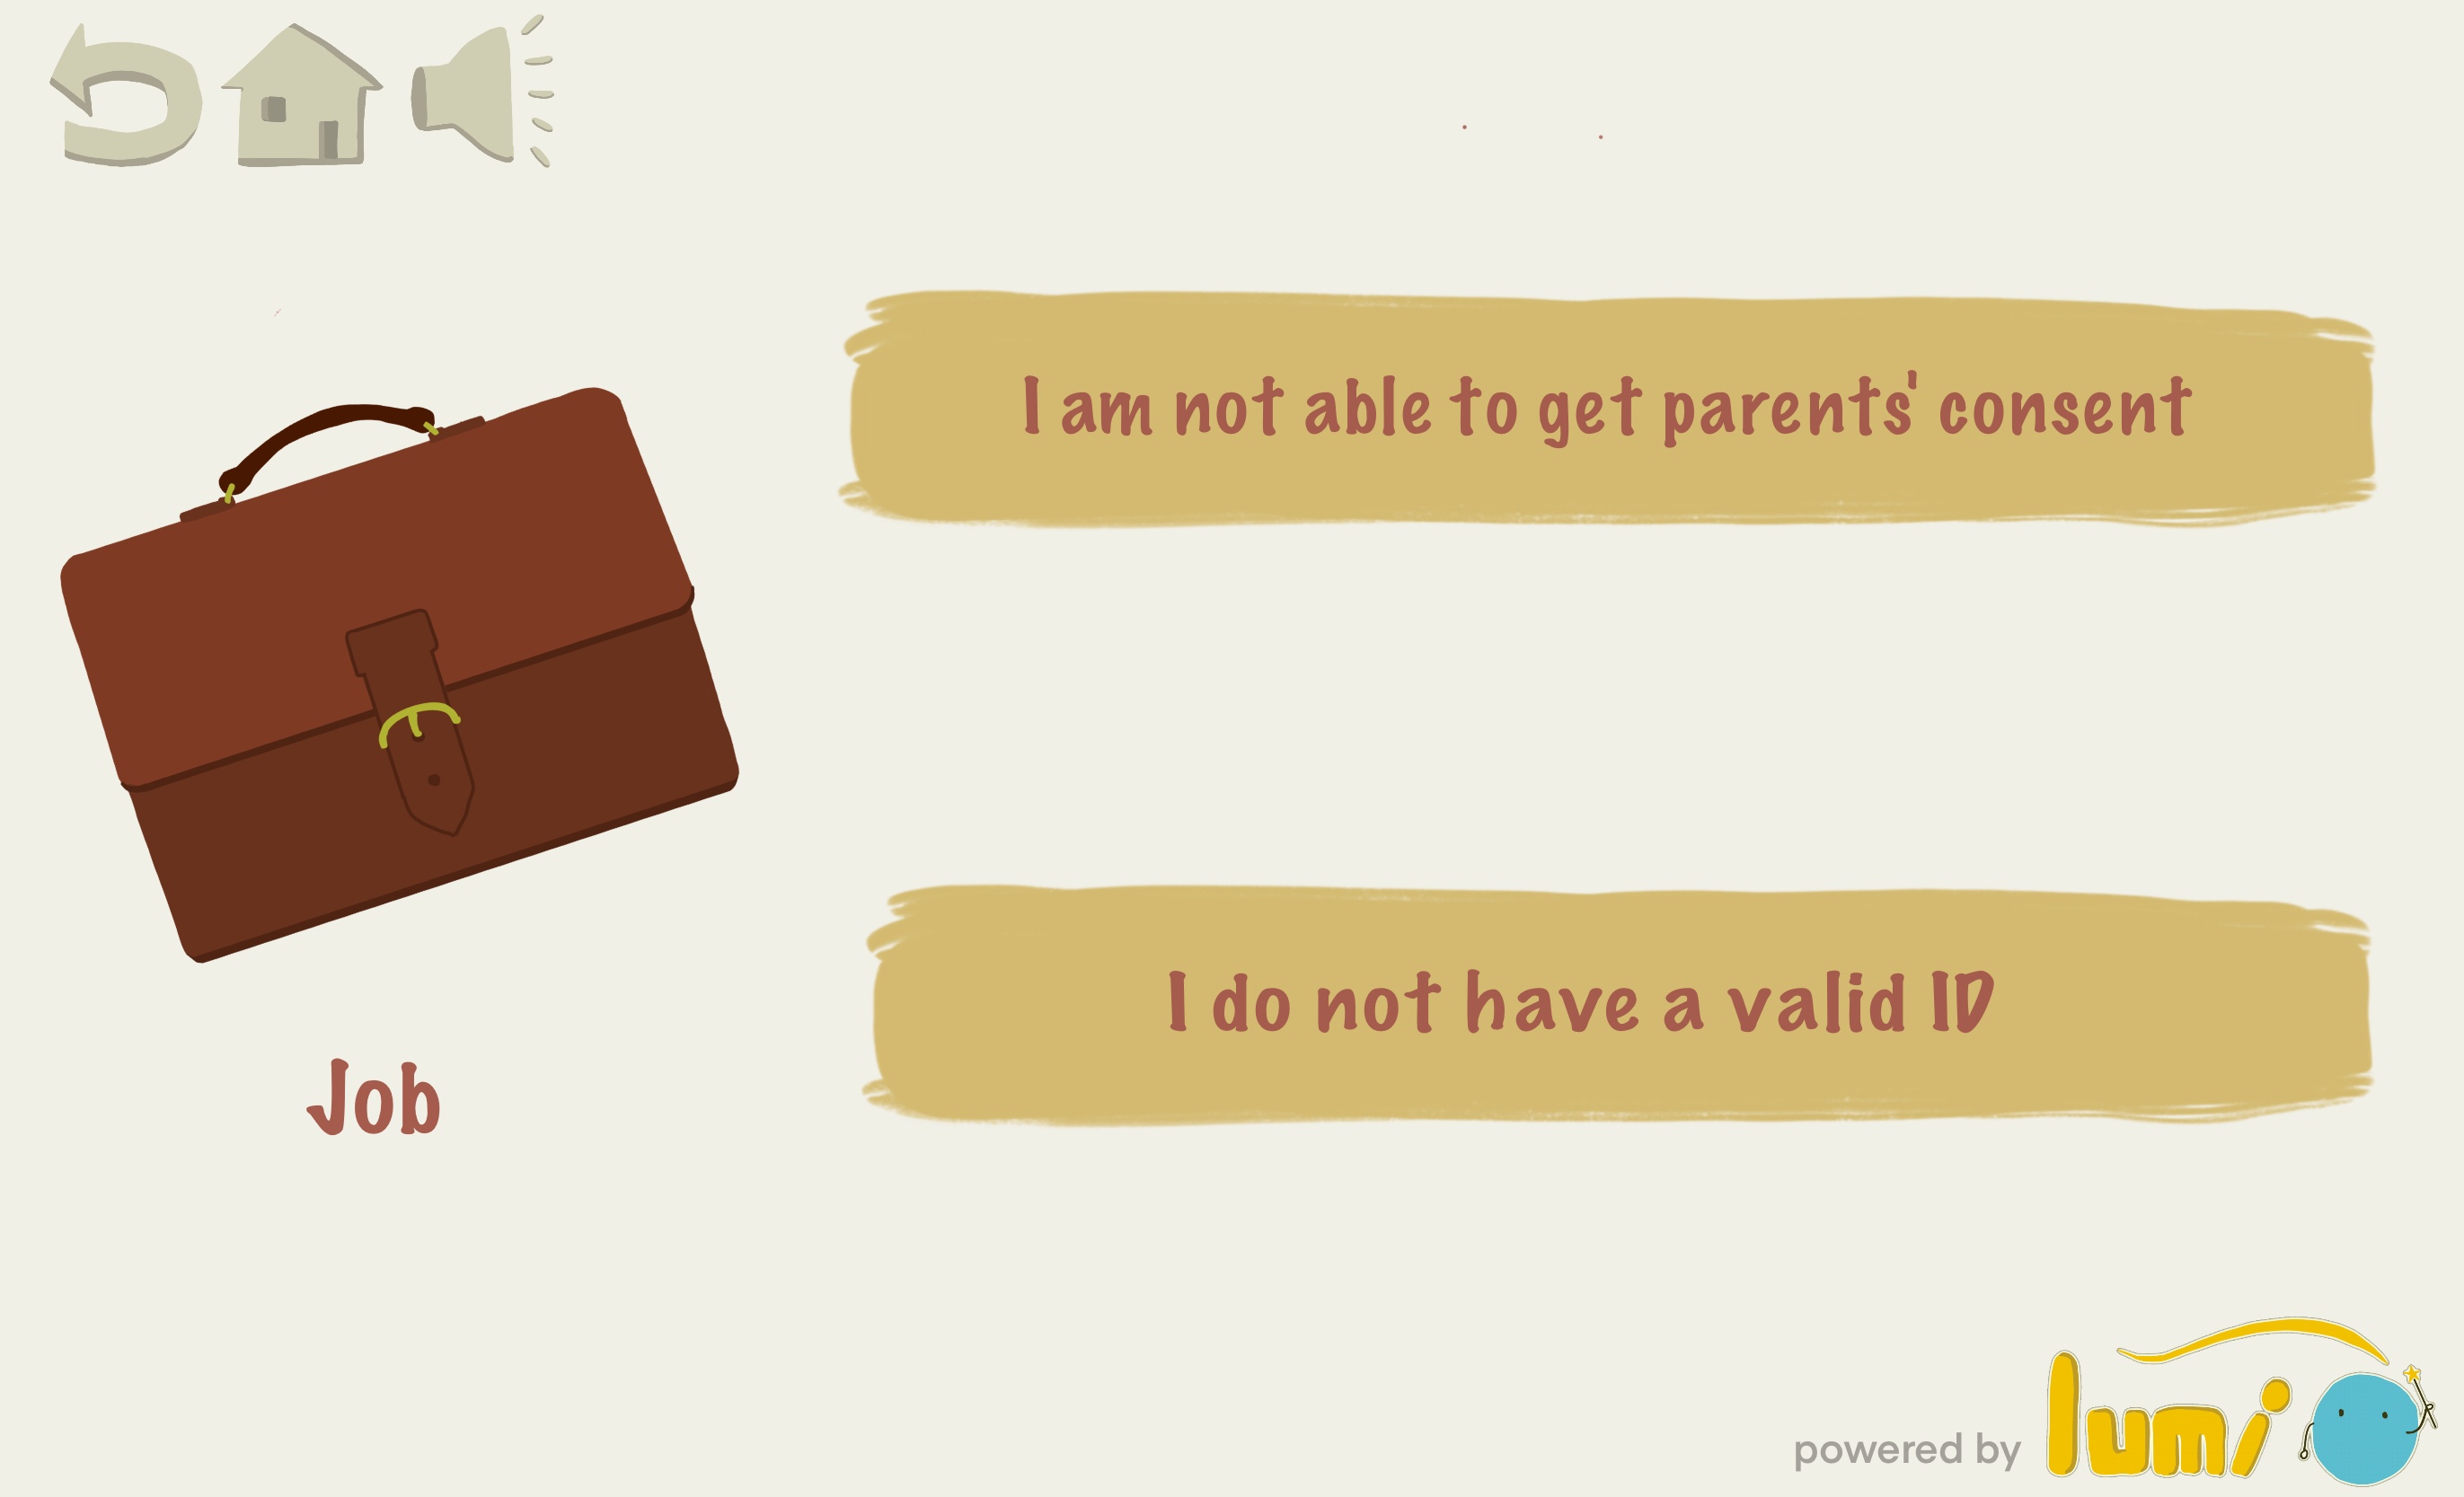 I am not able to get parents' consent
I do not have a valid ID
Job
powered by lumi